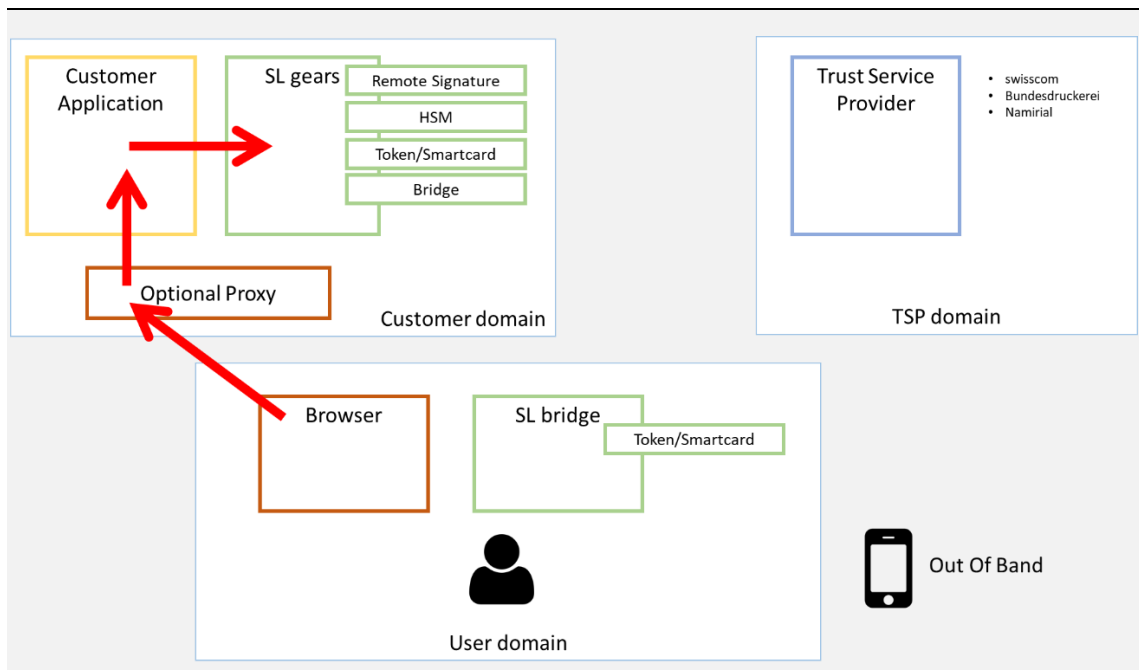 Customer
Application
SL gears
Remote Signature
HSM
Token/Smartcard
Bridge
Optional Proxy
Customer domain
Trust Service
Provider
• swisscom
• Bundesdruckerei
• Namirial
TSP domain
Browser
SL bridge
Token/Smartcard
User domain
Out Of Band